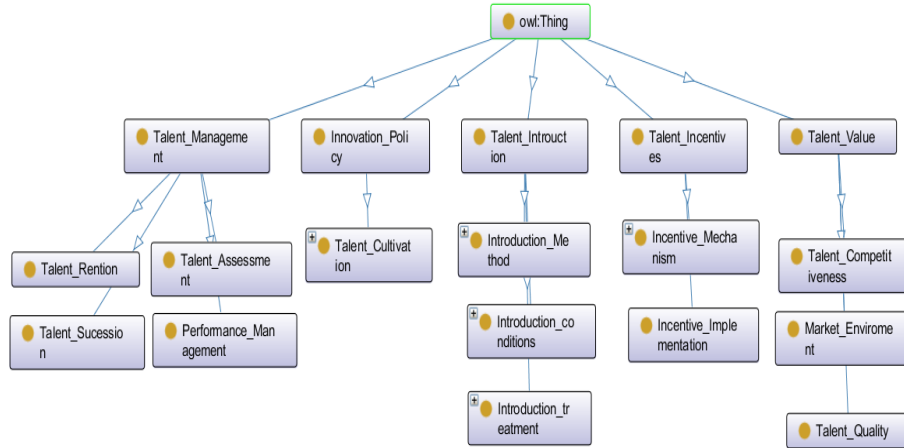 owl:Thing
Talent_Manageme
nt
Innovation_Poli
cy
Talent_Introuct
ion
Talent_Incentiv
es
Talent_Value
Talent_Rention
Talent_Assessme
nt
Talent_Cultivat
ion
Introduction_Me
thod
Incentive_Mecha
nism
Talent_Competit
iveness
Talent_Sucessio
n
Performance_Man
agement
Introduction_co
nditions
Incentive_Imple
mentation
Market_Envirome
nt
Introduction_tr
eatment
Talent_Quality